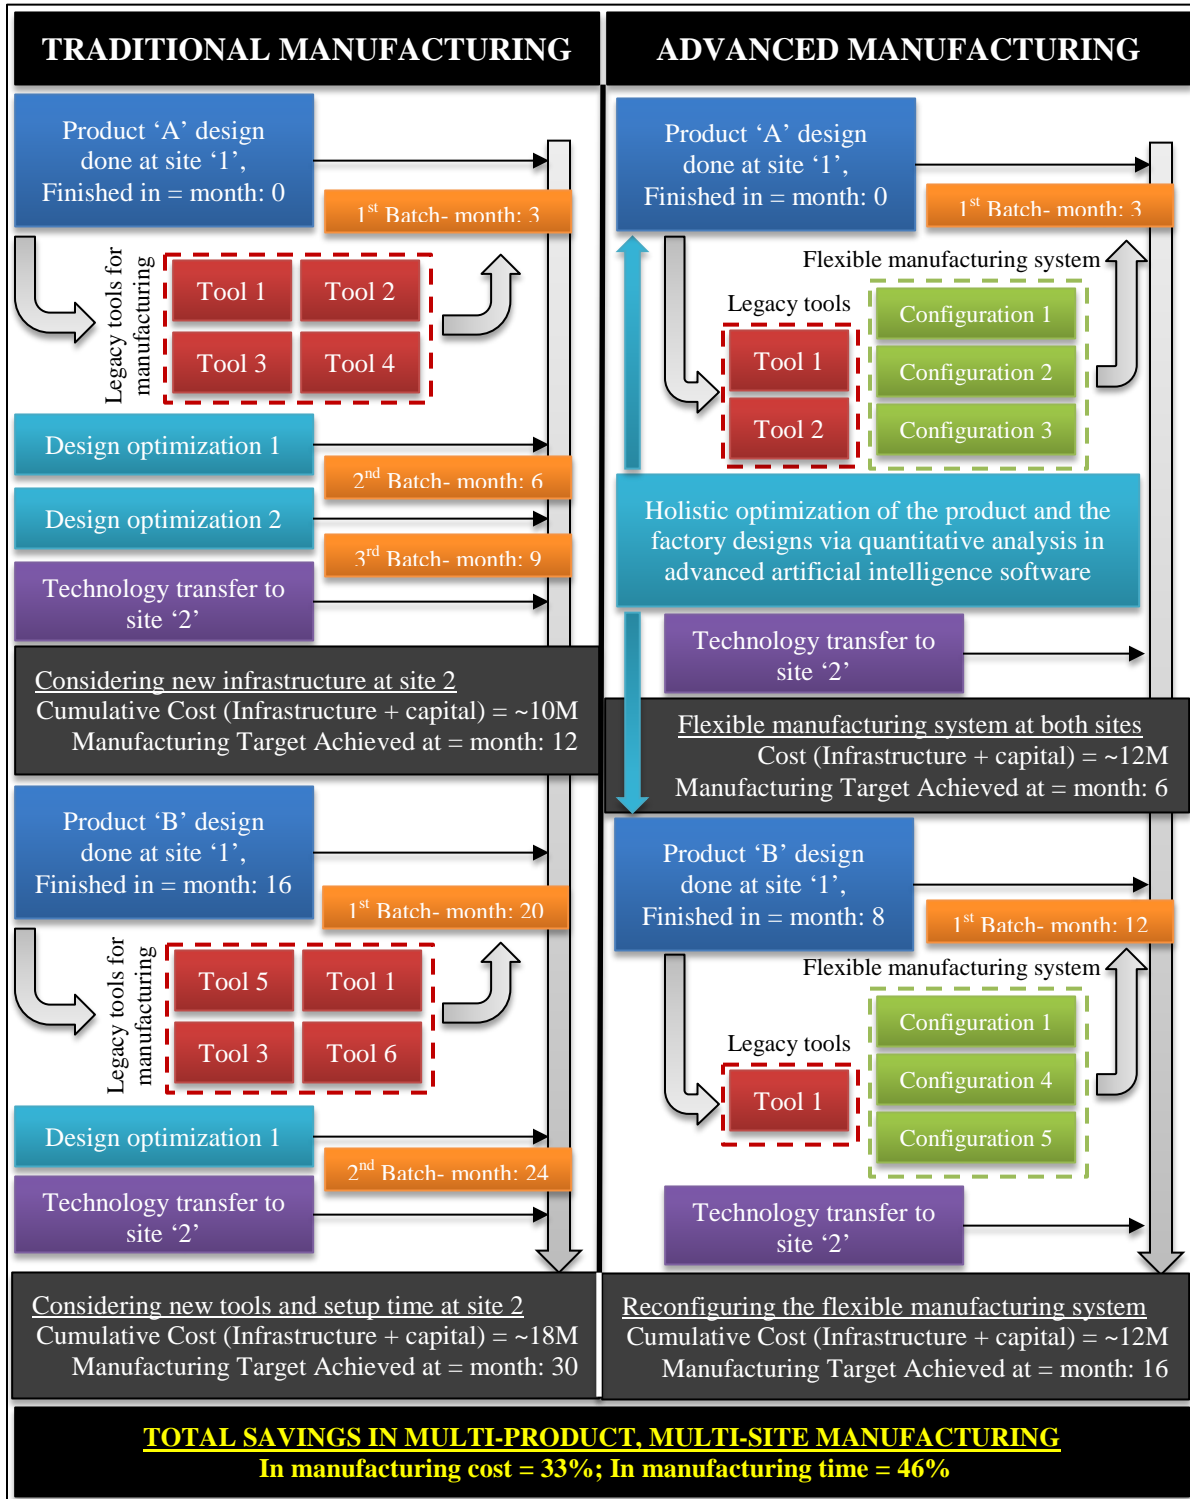 TRADITIONAL MANUFACTURING
Product ‘A’ design
done at site ‘1’,
Finished in = month: 0
1st Batch- month: 3
Legacy tools for
manufacturing
Tool 1
Tool 2
Tool 3
Tool 4
Design optimization 1
2nd Batch- month: 6
Design optimization 2
3rd Batch- month: 9
Technology transfer to
site ‘2’
Considering new infrastructure at site 2
Cumulative Cost (Infrastructure + capital) = ~10M
Manufacturing Target Achieved at = month: 12
Product ‘B’ design
done at site ‘1’,
Finished in = month: 16
1st Batch- month: 20
Legacy tools for
manufacturing
Tool 5
Tool 1
Tool 3
Tool 6
Design optimization 1
2nd Batch- month: 24
Technology transfer to
site ‘2’
Considering new tools and setup time at site 2
Cumulative Cost (Infrastructure + capital) = ~18M
Manufacturing Target Achieved at = month: 30
ADVANCED MANUFACTURING
Product ‘A’ design
done at site ‘1’,
Finished in = month: 0
1st Batch- month: 3
Flexible manufacturing system
Legacy tools
Configuration 1
Tool 1
Configuration 2
Tool 2
Configuration 3
Holistic optimization of the product and the
factory designs via quantitative analysis in
advanced artificial intelligence software
Technology transfer to
site ‘2’
Flexible manufacturing system at both sites
Cost (Infrastructure + capital) = ~12M
Manufacturing Target Achieved at = month: 6
Product ‘B’ design
done at site ‘1’,
Finished in = month: 8
1st Batch- month: 12
Flexible manufacturing system
Configuration 1
Legacy tools
Configuration 4
Tool 1
Configuration 5
Technology transfer to
site ‘2’
Reconfiguring the flexible manufacturing system
Cumulative Cost (Infrastructure + capital) = ~12M
Manufacturing Target Achieved at = month: 16
TOTAL SAVINGS IN MULTI-PRODUCT, MULTI-SITE MANUFACTURING
In manufacturing cost = 33%; In manufacturing time = 46%